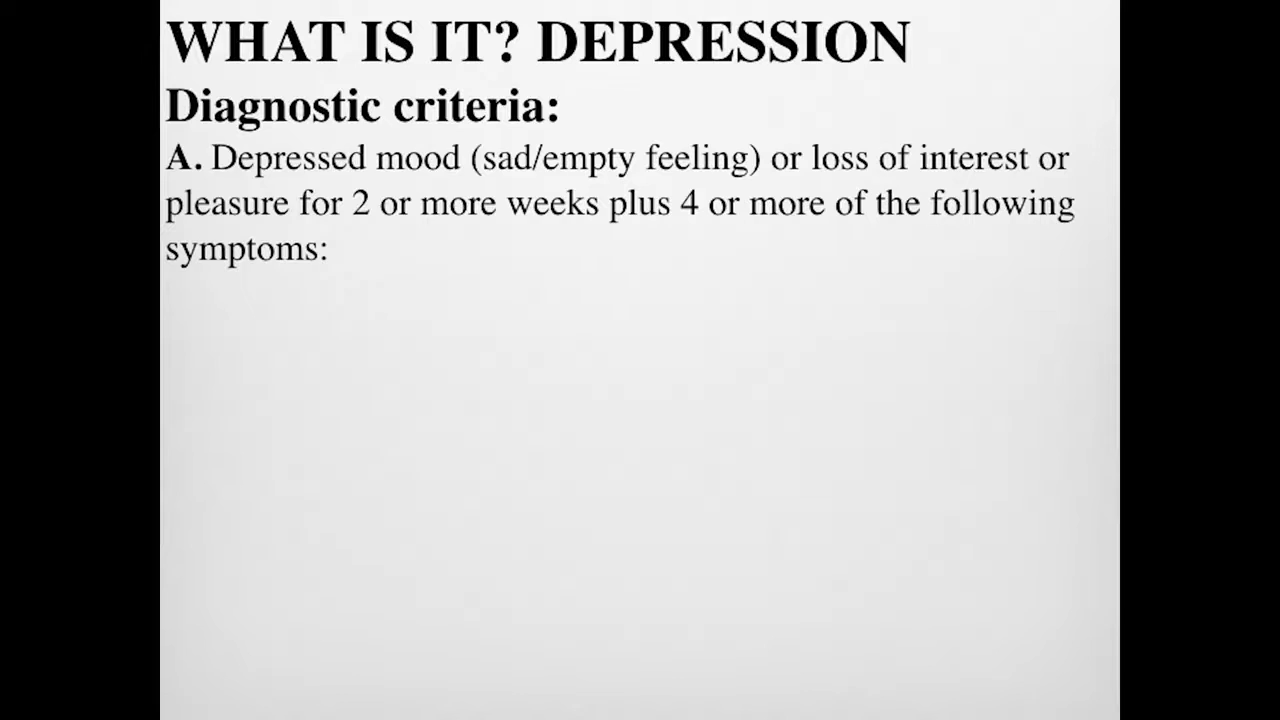 WHAT IS IT? DEPRESSION
Diagnostic criteria:
A. Depressed mood (sad/empty feeling) or loss of interest or
pleasure for 2 or more weeks plus 4 or more of the following
symptoms: